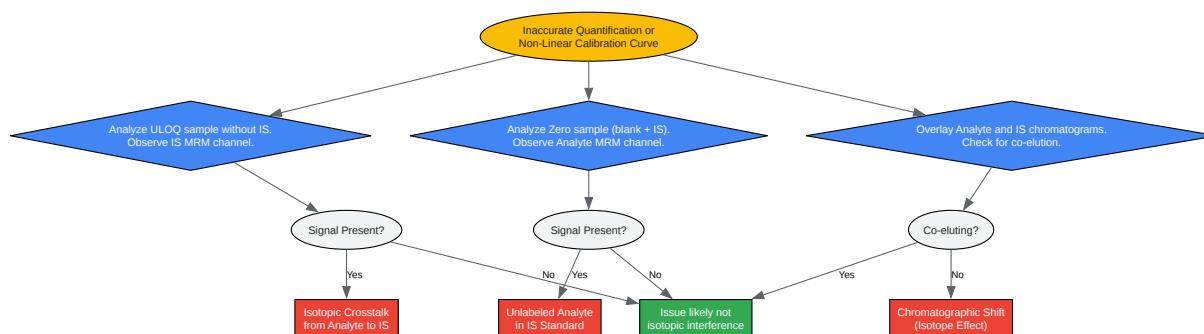 Inaccurate Quantification or
Non-Linear Calibration Curve
Analyze ULOQ sample without IS.
Observe IS MRM channel.
Analyze Zero sample (blank + IS).
Observe Analyte MRM channel.
Overlay Analyte and IS chromatograms.
Check for co-elution.
Signal Present?
Signal Present?
Co-eluting?
Yes
No
Yes
No
Yes
No
Isotopic Crosstalk
from Analyte to IS
Unlabeled Analyte
in IS Standard
Issue likely not
isotopic interference
Chromatographic Shift
(Isotope Effect)